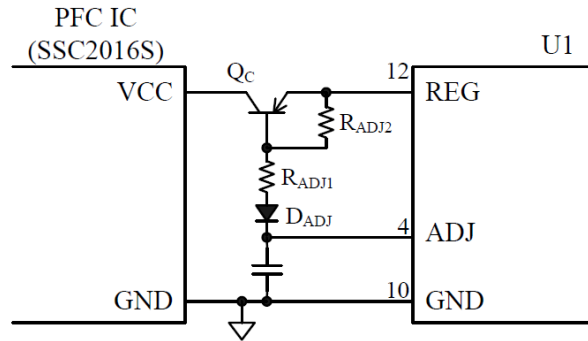 PFC IC
(SSC2016S)
U1
VCC
QC
12
REG
RADJ2
RADJ1
DADJ
4
ADJ
GND
10
GND